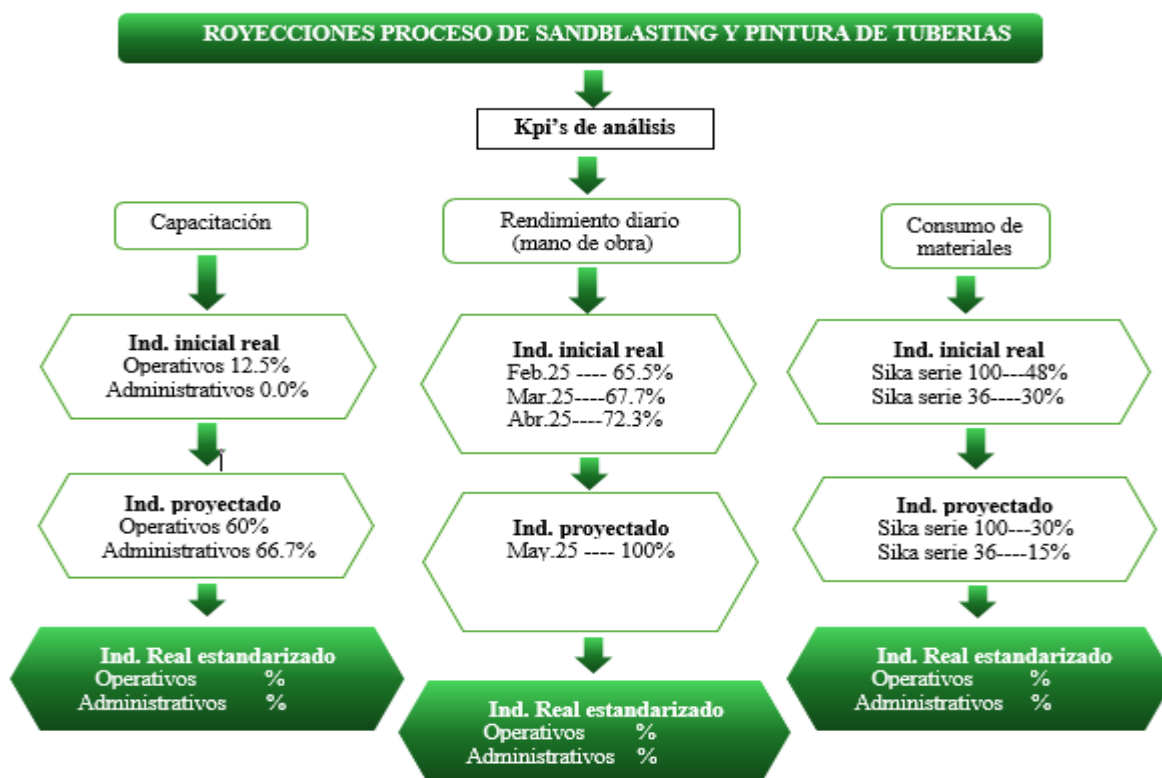 ROYECCIONES PROCESO DE SANDBLASTING Y PINTURA DE TUBERIAS
Kpi's de análisis
Capacitación
Ind. inicial real
Operativos 12.5%
Administrativos 0.0%
Ind. proyectado
Operativos 60%
Administrativos 66.7%
Ind. Real estandarizado
Operativos %
Administrativos %
Rendimiento diario
(mano de obra)
Ind. inicial real
Feb.25 ---- 65.5%
Mar.25----67.7%
Abr.25----72.3%
Ind. proyectado
May.25 ---- 100%
Ind. Real estandarizado
Operativos %
Administrativos %
Consumo de
materiales
Ind. inicial real
Sika serie 100---48%
Sika serie 36----30%
Ind. proyectado
Sika serie 100---30%
Sika serie 36----15%
Ind. Real estandarizado
Operativos %
Administrativos %